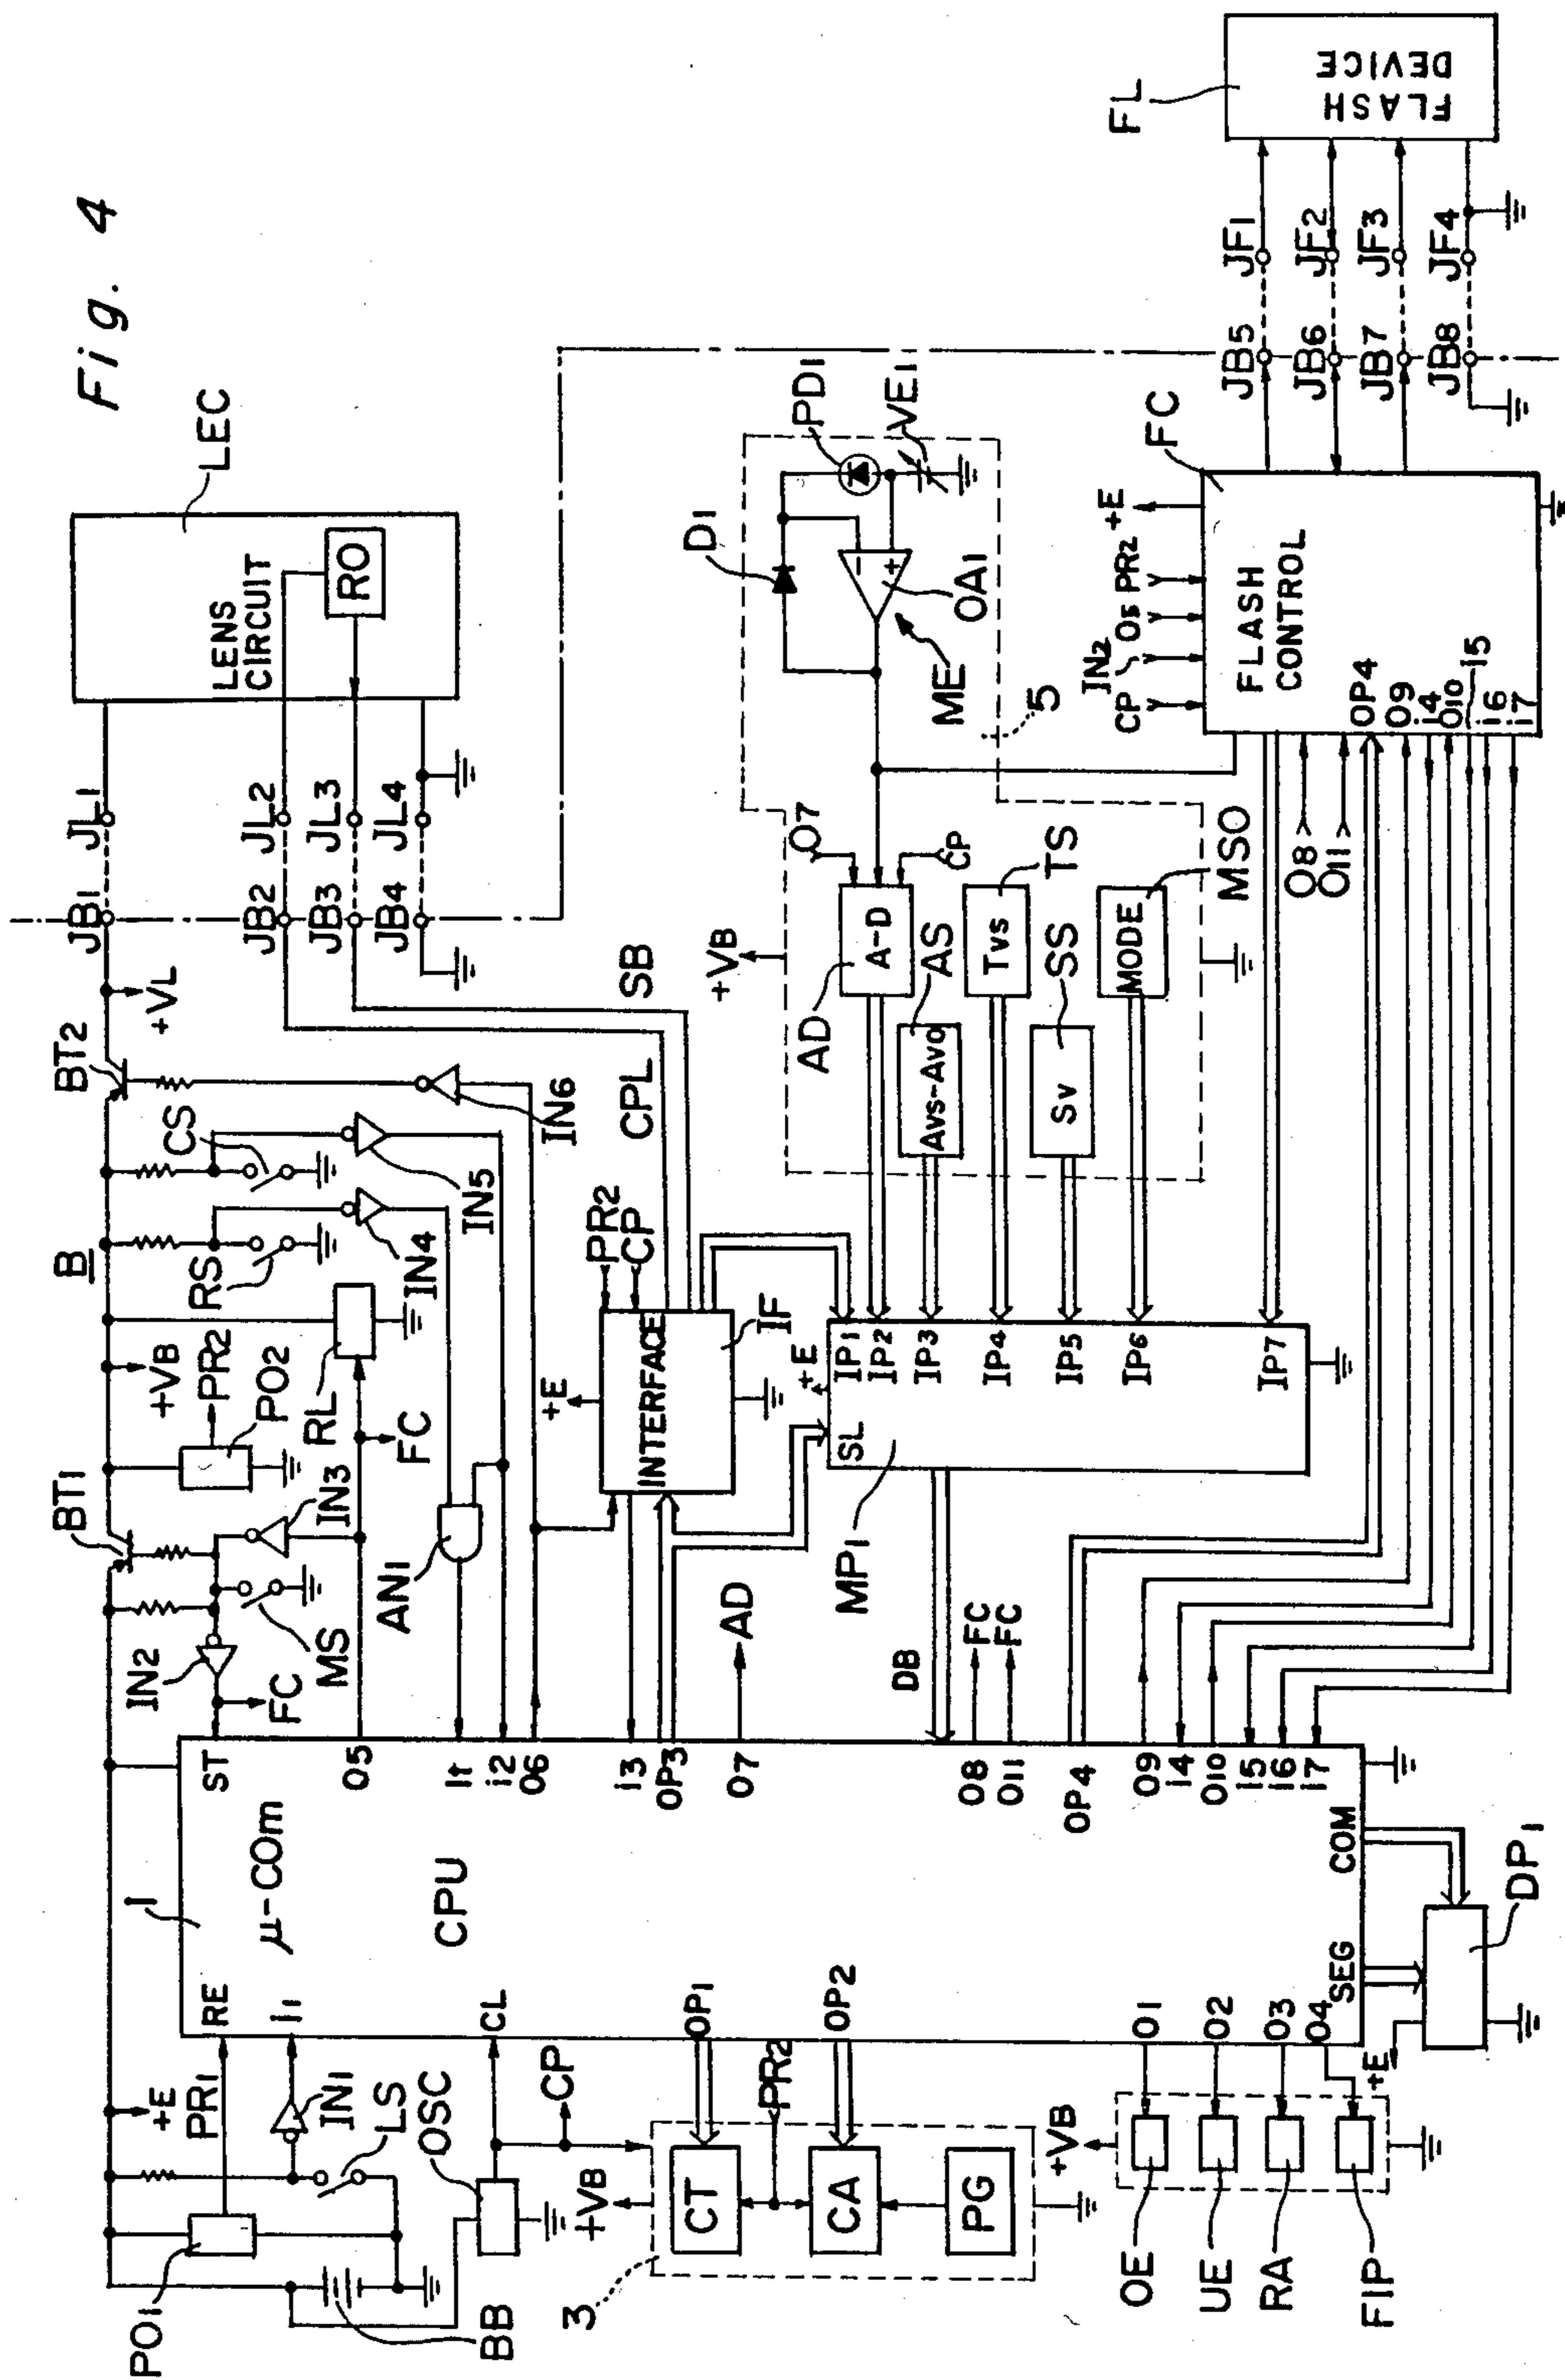 Fig. 4
PO1
BB
+E
PR1
IN1
LS
OSC
CP
RE
I1
CL
1
μ-COM
CPU
ST
O5
It
i2
O6
i3
OP3
O7
O8
O11
OP4
O9
i4
O10
i5
i6
i7
COM
SEG
OP1
OP2
O1
O2
O3
O4
+VB
3
CT
CA
PG
PR2
+VB
OE
UE
RA
FIP
+E
DP1
IN2
FC
MS
BT1
IN3
PO2
PR2
+VB
RL
FC
AN1
B
RS
IN4
CS
IN5
BT2
IN6
+VL
JB1
JL1
JB2
JL2
JB3
JL3
JB4
JL4
LENS
CIRCUIT
RO
LEC
CPL
SB
PR2
CP
+E
INTERFACE
IF
AD
MP1
DB
FC
FC
SL
+E
IP1
IP2
IP3
IP4
IP5
IP6
IP7
+VB
AD
A-D
O7
CP
AS
Avs-Avo
TS
Tvs
SS
Sv
MODE
MSO
5
D1
PD1
VE1
OA1
-
+
ME
O8
O11
CP
IN2
O5
PR2
+E
FC
FLASH
CONTROL
OP4
O9
i4
O10
i5
i6
i7
JB5
JF1
JB6
JF2
JB7
JF3
JB8
JF4
FL
FLASH
DEVICE